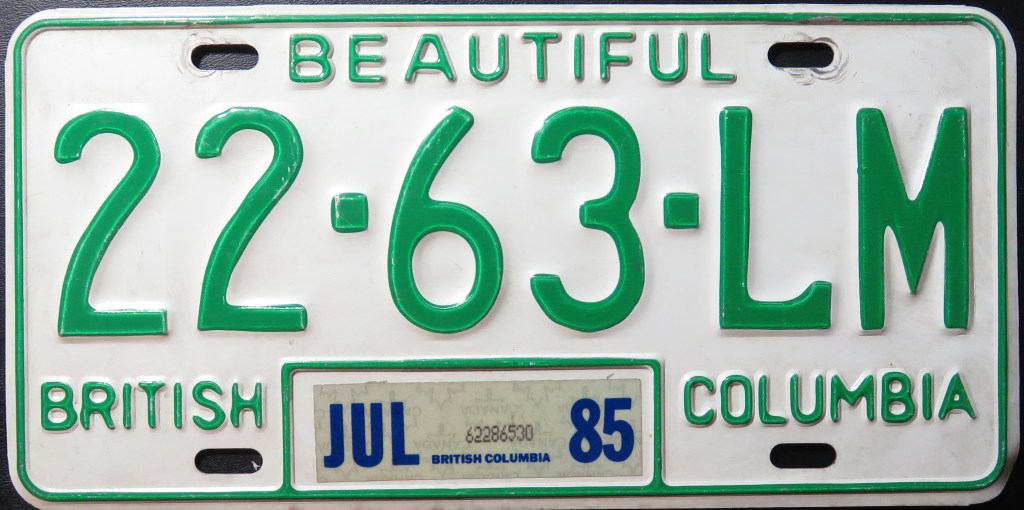 BEAUTIFUL
22·63·LM
BRITISH JUL 62286530 85 COLUMBIA
BRITISH COLUMBIA